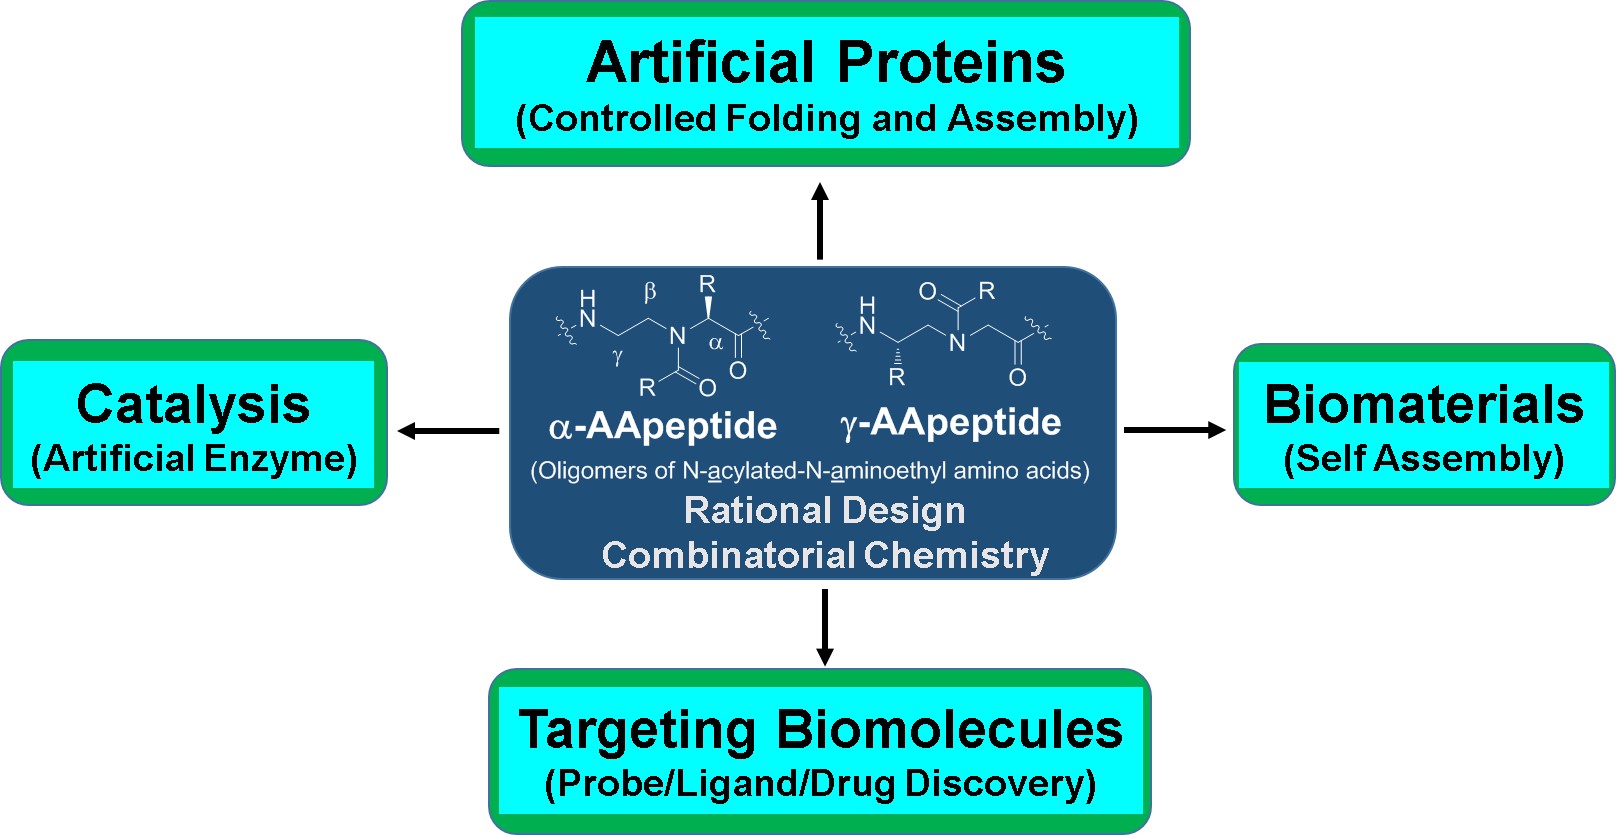 Artificial Proteins
(Controlled Folding and Assembly)
Catalysis
(Artificial Enzyme)
H
N
β
R
N
γ
α
O
R
O
α-AApeptide
O
R
H
N
N
R
O
γ-AApeptide
(Oligomers of N-acylated-N-aminoethyl amino acids)
Rational Design
Combinatorial Chemistry
Biomaterials
(Self Assembly)
Targeting Biomolecules
(Probe/Ligand/Drug Discovery)